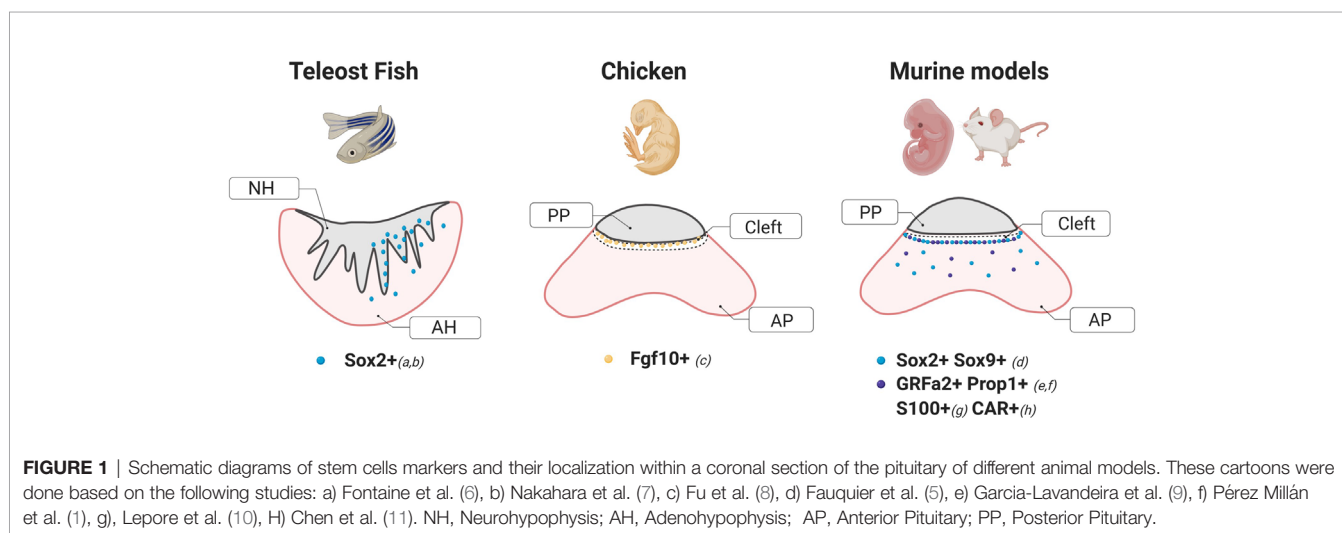 Teleost Fish
Chicken
Murine models
NH
AH
Sox2+(a,b)
PP
Cleft
AP
Fgf10+ (c)
PP
Cleft
AP
Sox2+ Sox9+ (d)
GRFa2+ Prop1+ (e,f)
S100+(g) CAR+(h)
FIGURE 1 | Schematic diagrams of stem cells markers and their localization within a coronal section of the pituitary of different animal models. These cartoons were
done based on the following studies: a) Fontaine et al. (6), b) Nakahara et al. (7), c) Fu et al. (8), d) Fauquier et al. (5), e) Garcia-Lavandeira et al. (9), f) Pérez Millán
et al. (1), g), Lepore et al. (10), H) Chen et al. (11). NH, Neurohypophysis; AH, Adenohypophysis; AP, Anterior Pituitary; PP, Posterior Pituitary.